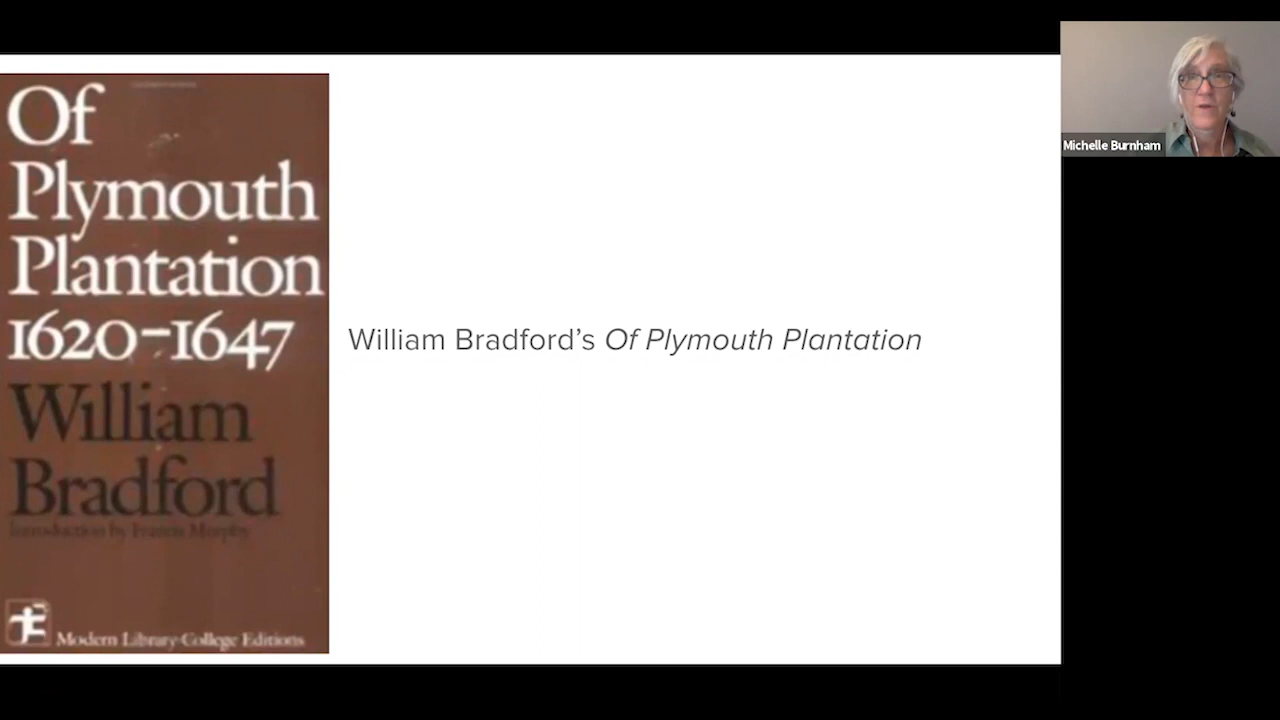 Of
Plymouth
Plantation
1620–1647
William
Bradford
Introduction by Francis Murphy
Modern Library College Editions
William Bradford’s Of Plymouth Plantation
Michelle Burnham